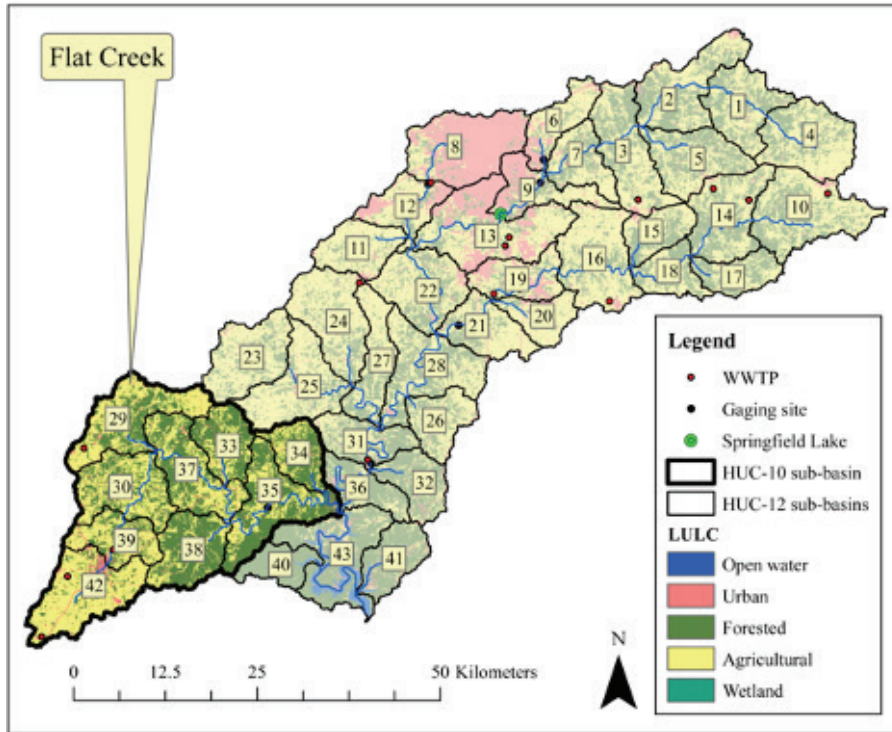 Flat Creek
1
2
3
4
5
6
7
8
9
10
11
12
13
14
15
16
17
18
19
20
21
22
23
24
25
26
27
28
29
30
31
32
33
34
35
36
37
38
39
40
41
42
43
Legend
WWTP
Gaging site
Springfield Lake
HUC-10 sub-basin
HUC-12 sub-basins
LULC
Open water
Urban
Forested
Agricultural
Wetland
N
0 12.5 25 50 Kilometers